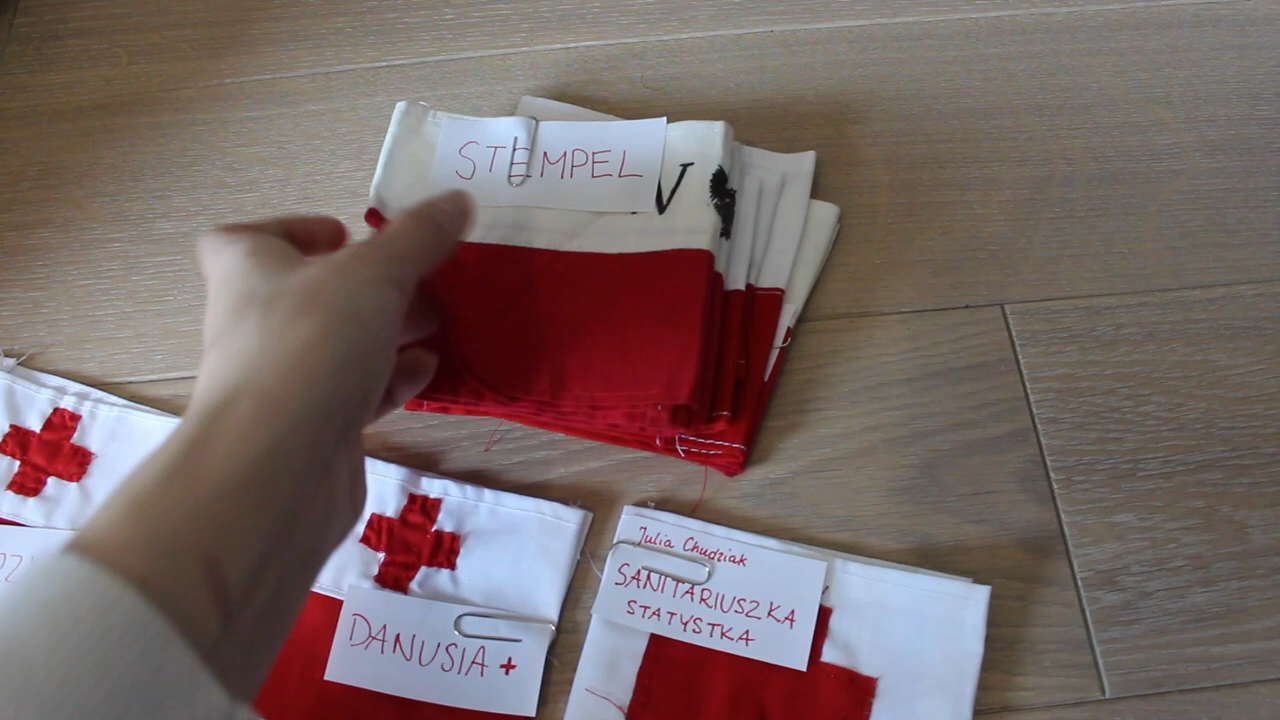 STEMPEL
V
Julia Chudziak
SANITARIUSZKA
STATYSTKA
DANUSIA +